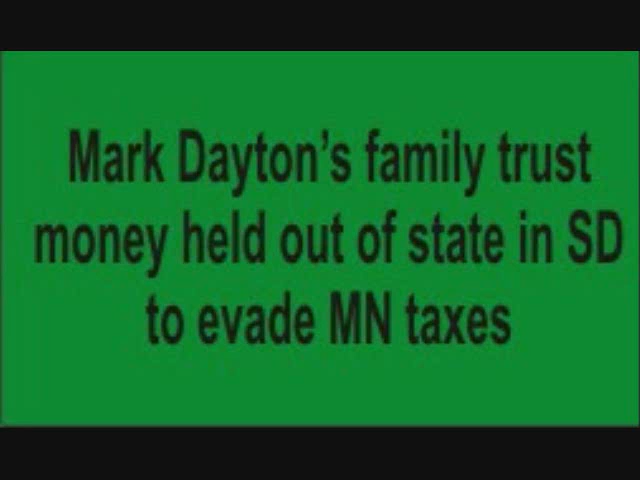 Mark Dayton’s family trust
money held out of state in SD
to evade MN taxes